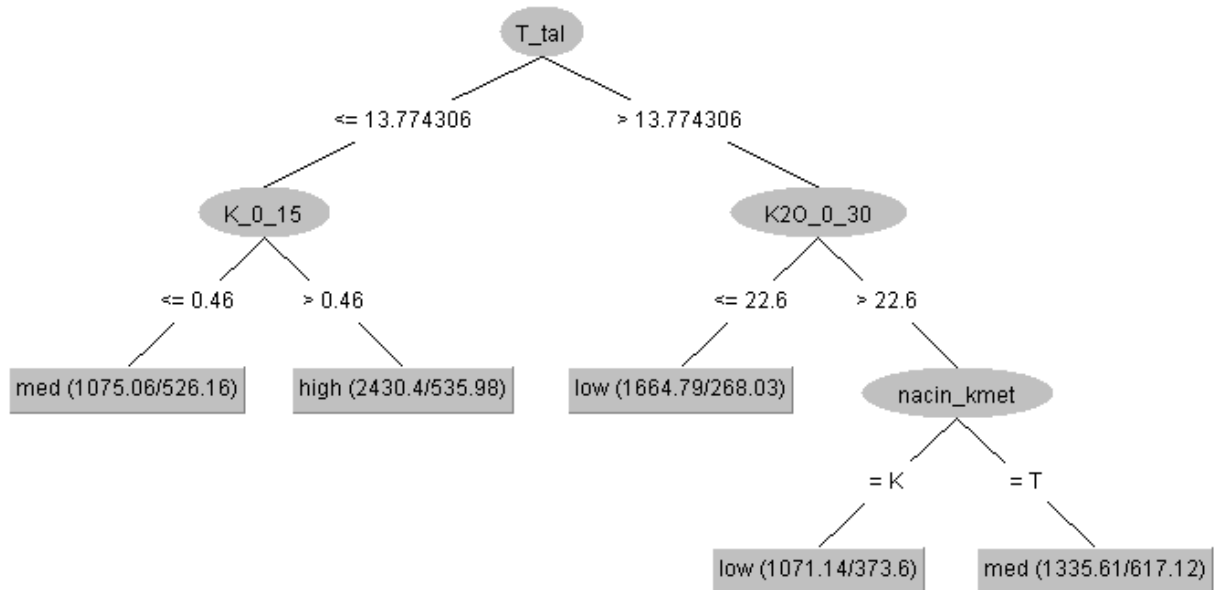 T_tal
<= 13.774306
> 13.774306
K_0_15
K2O_0_30
<= 0.46
> 0.46
<= 22.6
> 22.6
med (1075.06/526.16)
high (2430.4/535.98)
low (1664.79/268.03)
nacin_kmet
= K
= T
low (1071.14/373.6)
med (1335.61/617.12)